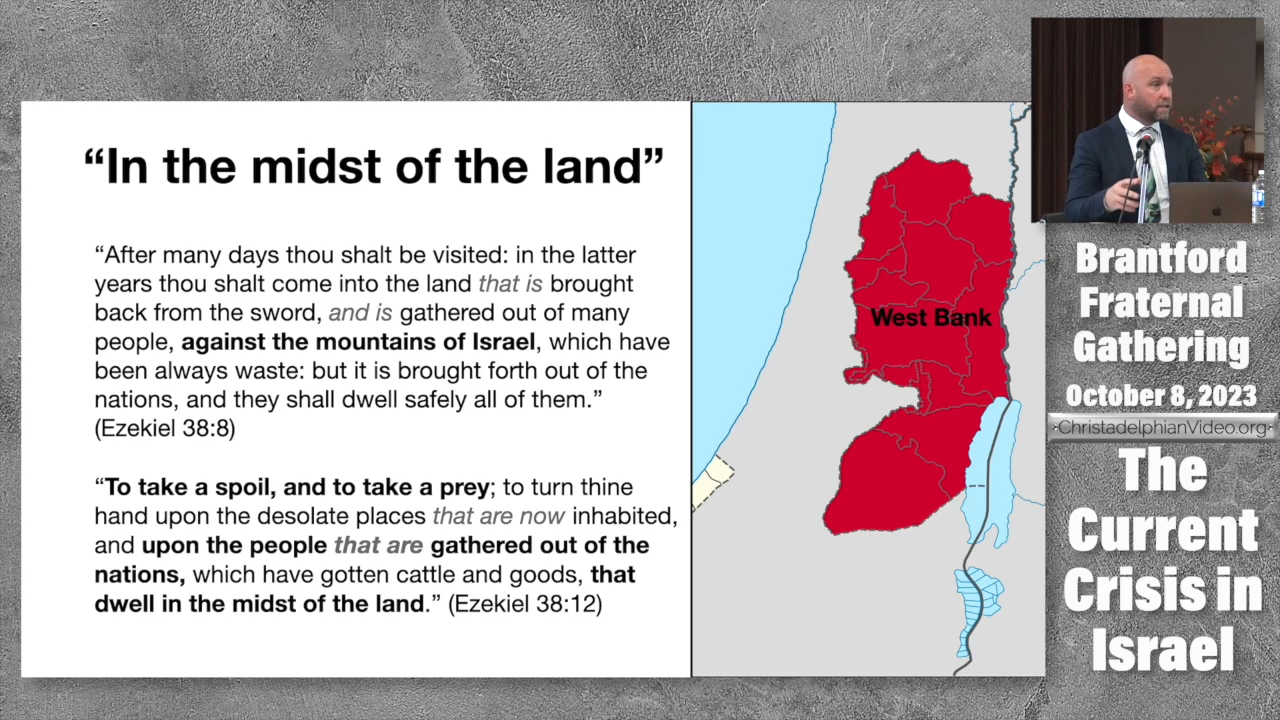 “In the midst of the land”
“After many days thou shalt be visited: in the latter
years thou shalt come into the land that is brought
back from the sword, and is gathered out of many
people, against the mountains of Israel, which have
been always waste: but it is brought forth out of the
nations, and they shall dwell safely all of them.”
(Ezekiel 38:8)
“To take a spoil, and to take a prey; to turn thine
hand upon the desolate places that are now inhabited,
and upon the people that are gathered out of the
nations, which have gotten cattle and goods, that
dwell in the midst of the land.” (Ezekiel 38:12)
West Bank
Brantford
Fraternal
Gathering
October 8, 2023
ChristadelphianVideo.org
The
Current
Crisis in
Israel